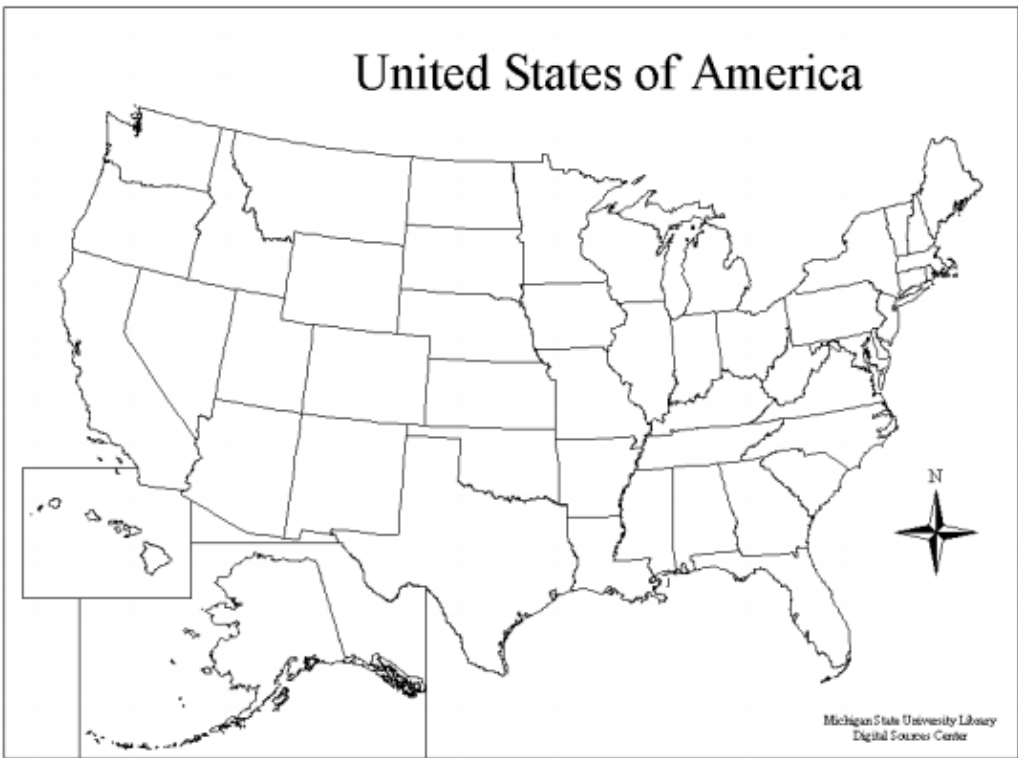 United States of America
N
Michigan State University Library
Digital Sources Center